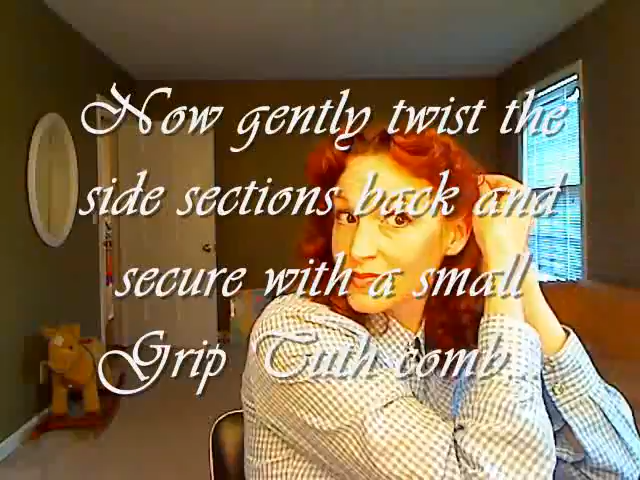 Now gently twist the
side sections back and
secure with a small
Grip Tuth comb.